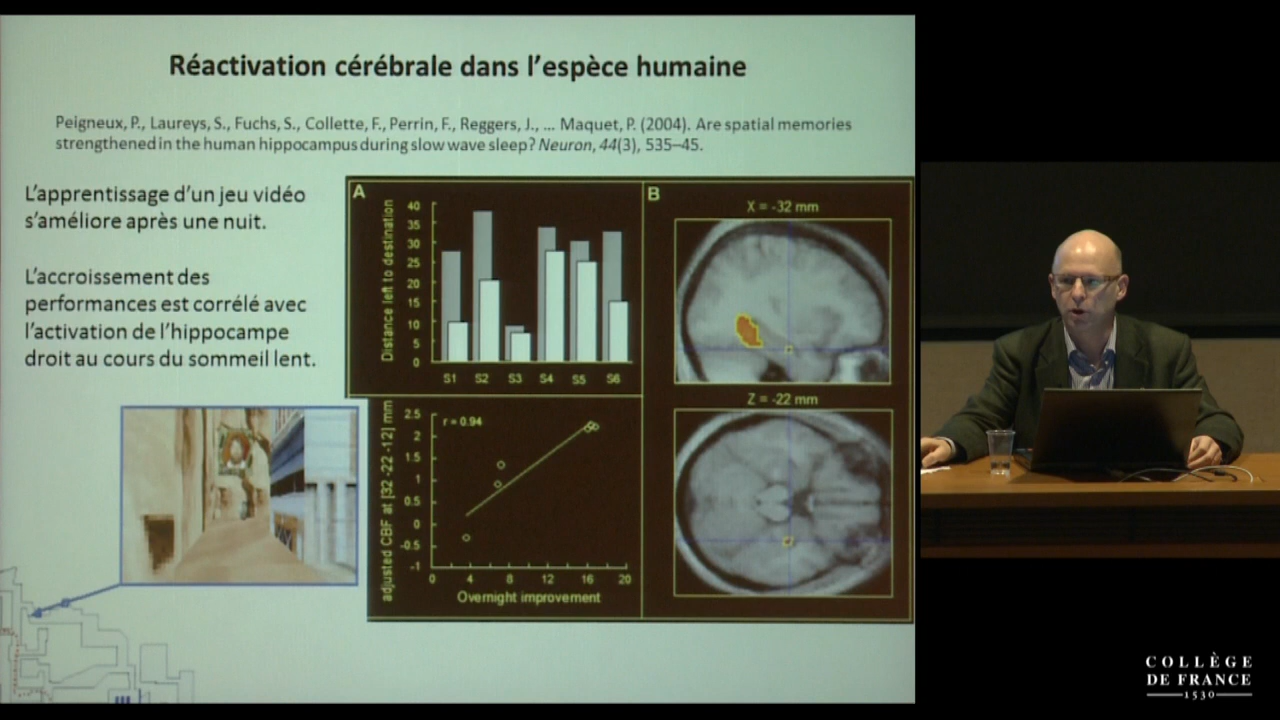 Réactivation cérébrale dans l'espèce humaine
Peigneux, P., Laureys, S., Fuchs, S., Collette, F., Perrin, F., Reggers, J., ... Maquet, P. (2004). Are spatial memories
strengthened in the human hippocampus during slow wave sleep? Neuron, 44(3), 535–45.
L'apprentissage d'un jeu vidéo
s'améliore après une nuit.
L'accroissement des
performances est corrélé avec
l'activation de l'hippocampe
droit au cours du sommeil lent.
A
Distance left to destination
40
35
30
25
20
15
10
5
0
S1 S2 S3 S4 S5 S6
adjusted CBF at [32 -22 -12] mm
2.5
2
1.5
1
0.5
0
-0.5
-1
r = 0.94
0 4 8 12 16 20
Overnight improvement
B
X = -32 mm
Z = -22 mm
COLLÈGE
DE FRANCE
1530